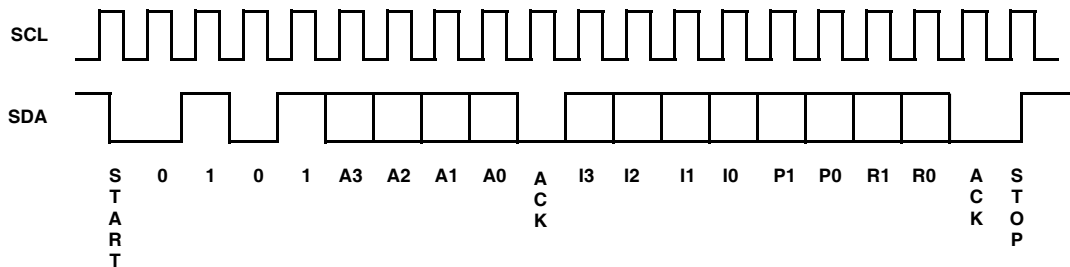 SCL
SDA
START 0 1 0 1 A3 A2 A1 A0 ACK I3 I2 I1 I0 P1 P0 R1 R0 ACK STOP